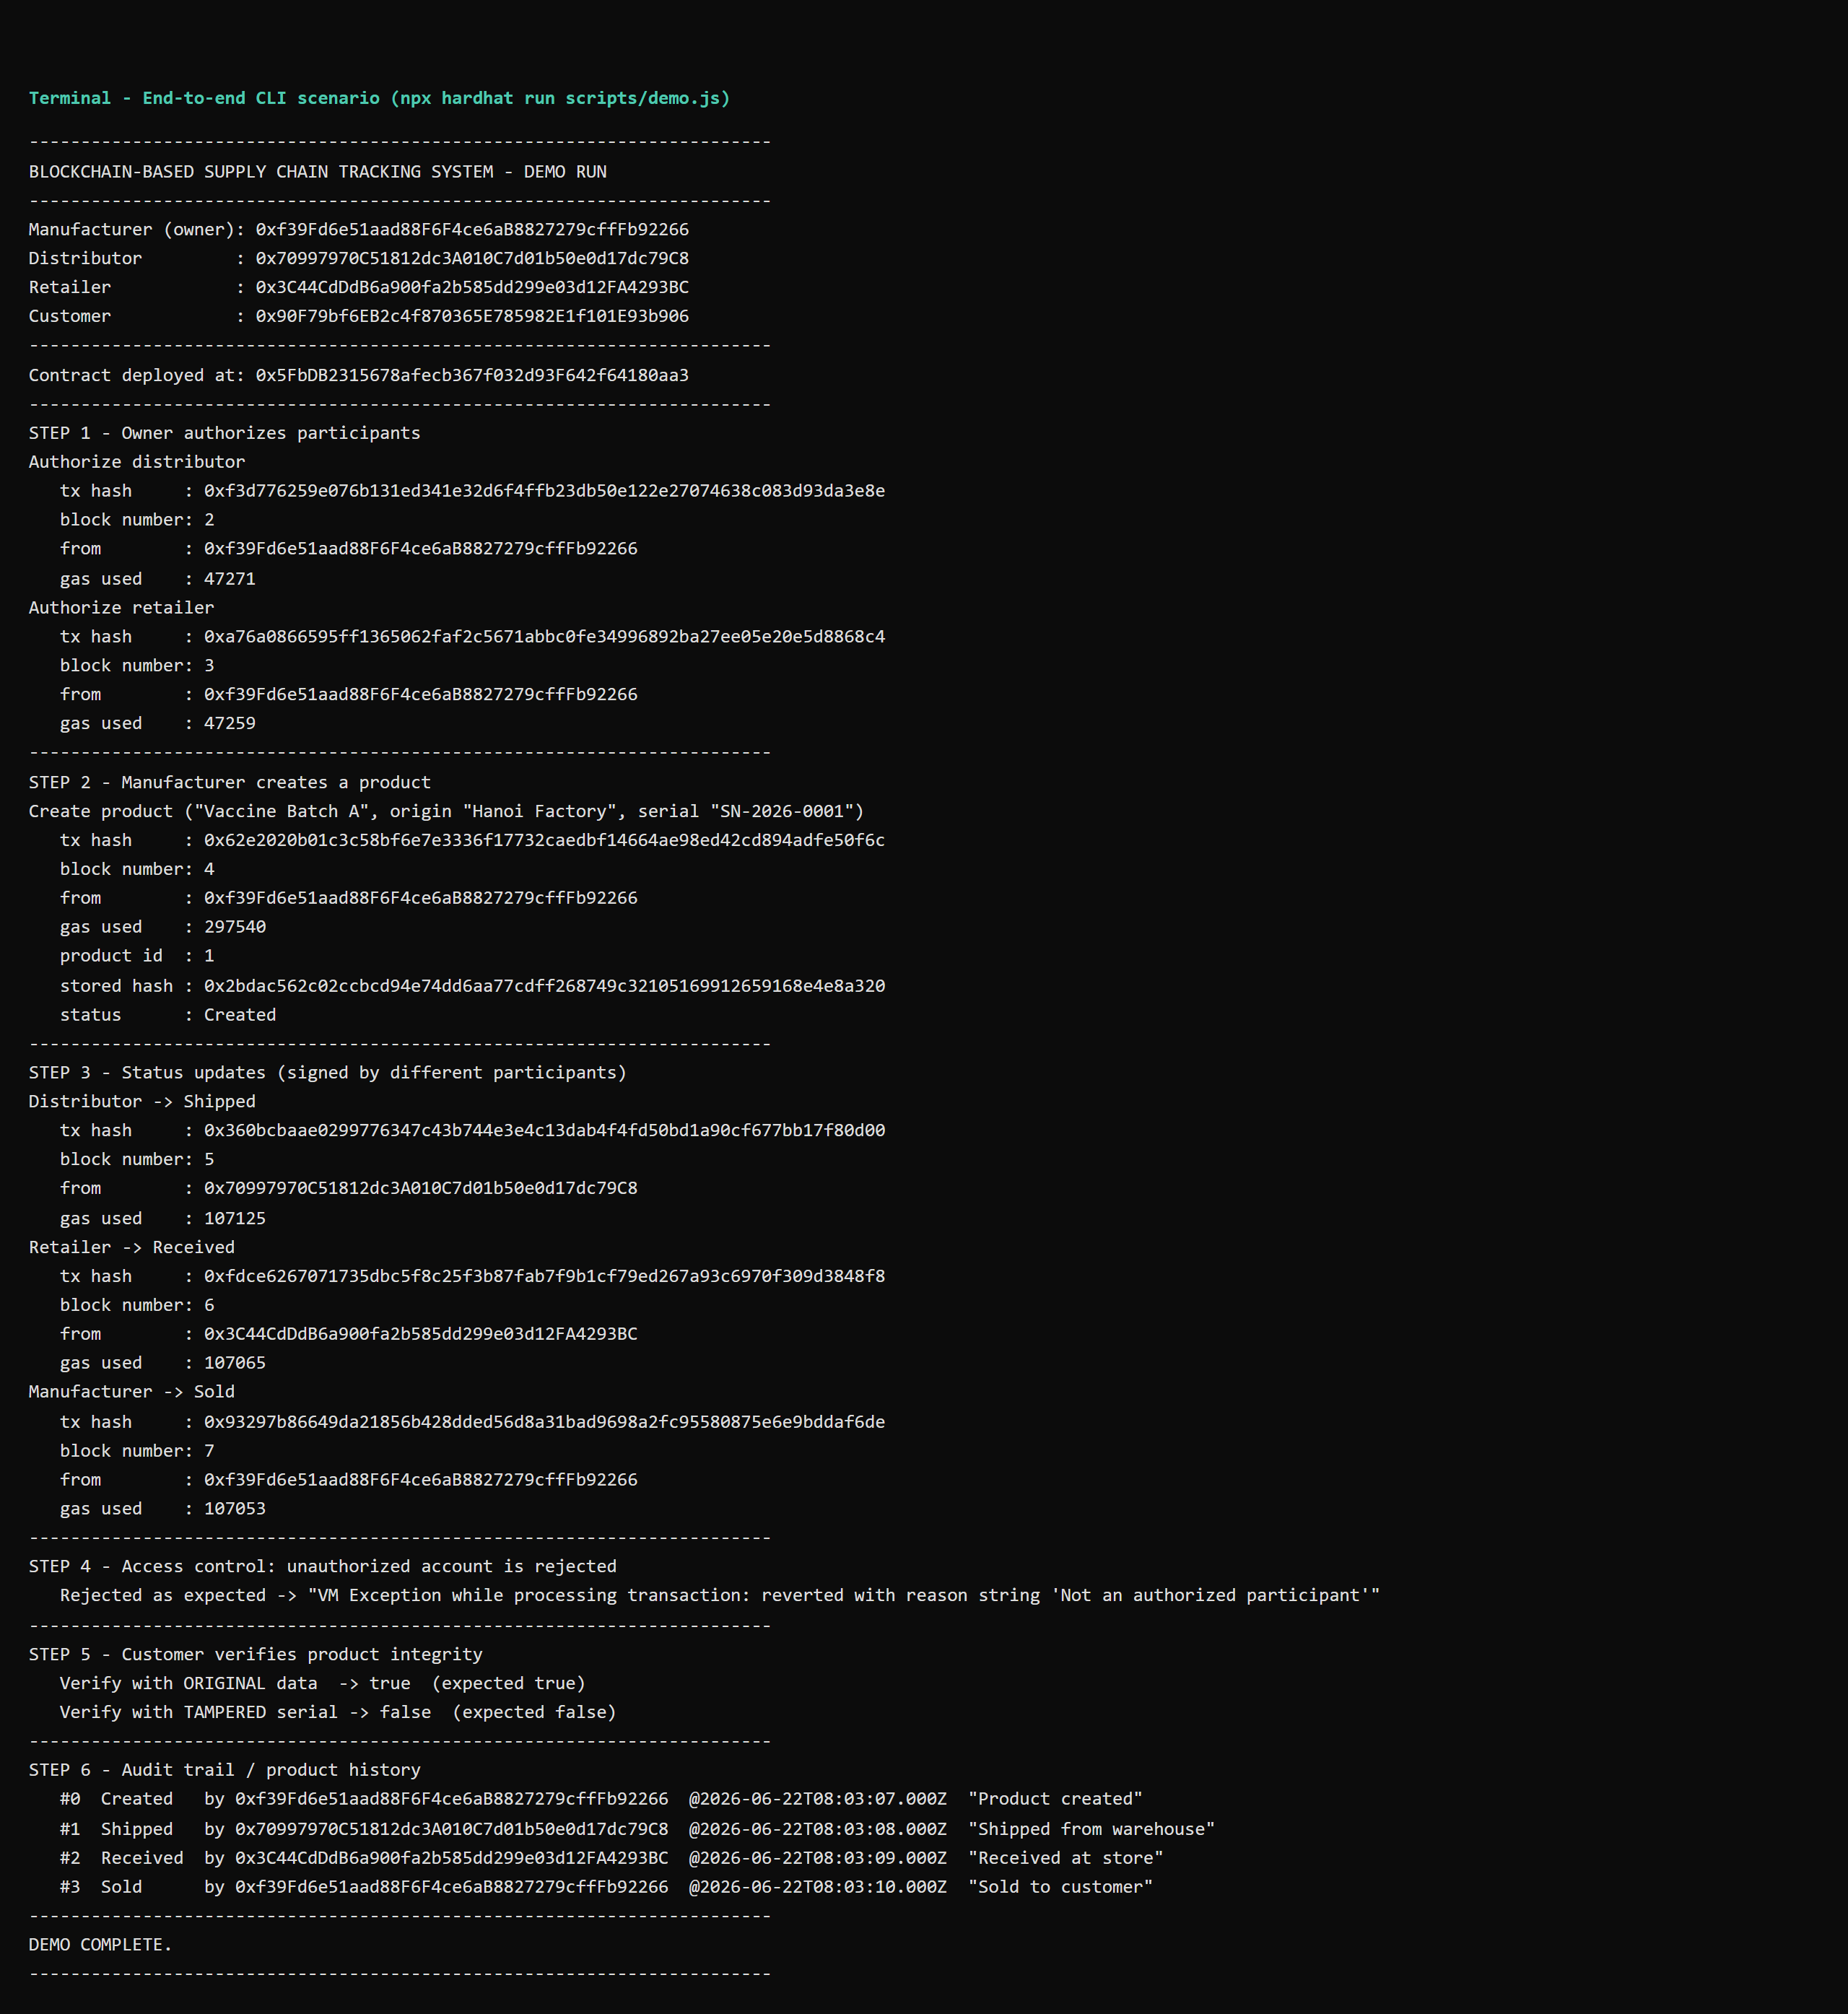 Terminal - End-to-end CLI scenario (npx hardhat run scripts/demo.js)
------------------------------------------------------------------------
BLOCKCHAIN-BASED SUPPLY CHAIN TRACKING SYSTEM - DEMO RUN
------------------------------------------------------------------------
Manufacturer (owner): 0xf39Fd6e51aad88F6F4ce6aB8827279cffFb92266
Distributor         : 0x70997970C51812dc3A010C7d01b50e0d17dc79C8
Retailer            : 0x3C44CdDdB6a900fa2b585dd299e03d12FA4293BC
Customer            : 0x90F79bf6EB2c4f870365E785982E1f101E93b906
------------------------------------------------------------------------
Contract deployed at: 0x5FbDB2315678afecb367f032d93F642f64180aa3
------------------------------------------------------------------------
STEP 1 - Owner authorizes participants
Authorize distributor
   tx hash     : 0xf3d776259e076b131ed341e32d6f4ffb23db50e122e27074638c083d93da3e8e
   block number: 2
   from        : 0xf39Fd6e51aad88F6F4ce6aB8827279cffFb92266
   gas used    : 47271
Authorize retailer
   tx hash     : 0xa76a0866595ff1365062faf2c5671abbc0fe34996892ba27ee05e20e5d8868c4
   block number: 3
   from        : 0xf39Fd6e51aad88F6F4ce6aB8827279cffFb92266
   gas used    : 47259
------------------------------------------------------------------------
STEP 2 - Manufacturer creates a product
Create product ("Vaccine Batch A", origin "Hanoi Factory", serial "SN-2026-0001")
   tx hash     : 0x62e2020b01c3c58bf6e7e3336f17732caedbf14664ae98ed42cd894adfe50f6c
   block number: 4
   from        : 0xf39Fd6e51aad88F6F4ce6aB8827279cffFb92266
   gas used    : 297540
   product id  : 1
   stored hash : 0x2bdac562c02ccbcd94e74dd6aa77cdff268749c32105169912659168e4e8a320
   status      : Created
------------------------------------------------------------------------
STEP 3 - Status updates (signed by different participants)
Distributor -> Shipped
   tx hash     : 0x360bcbaae0299776347c43b744e3e4c13dab4f4fd50bd1a90cf677bb17f80d00
   block number: 5
   from        : 0x70997970C51812dc3A010C7d01b50e0d17dc79C8
   gas used    : 107125
Retailer -> Received
   tx hash     : 0xfdce6267071735dbc5f8c25f3b87fab7f9b1cf79ed267a93c6970f309d3848f8
   block number: 6
   from        : 0x3C44CdDdB6a900fa2b585dd299e03d12FA4293BC
   gas used    : 107065
Manufacturer -> Sold
   tx hash     : 0x93297b86649da21856b428dded56d8a31bad9698a2fc95580875e6e9bddaf6de
   block number: 7
   from        : 0xf39Fd6e51aad88F6F4ce6aB8827279cffFb92266
   gas used    : 107053
------------------------------------------------------------------------
STEP 4 - Access control: unauthorized account is rejected
   Rejected as expected -> "VM Exception while processing transaction: reverted with reason string 'Not an authorized participant'"
------------------------------------------------------------------------
STEP 5 - Customer verifies product integrity
   Verify with ORIGINAL data  -> true  (expected true)
   Verify with TAMPERED serial -> false  (expected false)
------------------------------------------------------------------------
STEP 6 - Audit trail / product history
   #0  Created   by 0xf39Fd6e51aad88F6F4ce6aB8827279cffFb92266  @2026-06-22T08:03:07.000Z  "Product created"
   #1  Shipped   by 0x70997970C51812dc3A010C7d01b50e0d17dc79C8  @2026-06-22T08:03:08.000Z  "Shipped from warehouse"
   #2  Received  by 0x3C44CdDdB6a900fa2b585dd299e03d12FA4293BC  @2026-06-22T08:03:09.000Z  "Received at store"
   #3  Sold      by 0xf39Fd6e51aad88F6F4ce6aB8827279cffFb92266  @2026-06-22T08:03:10.000Z  "Sold to customer"
------------------------------------------------------------------------
DEMO COMPLETE.
------------------------------------------------------------------------